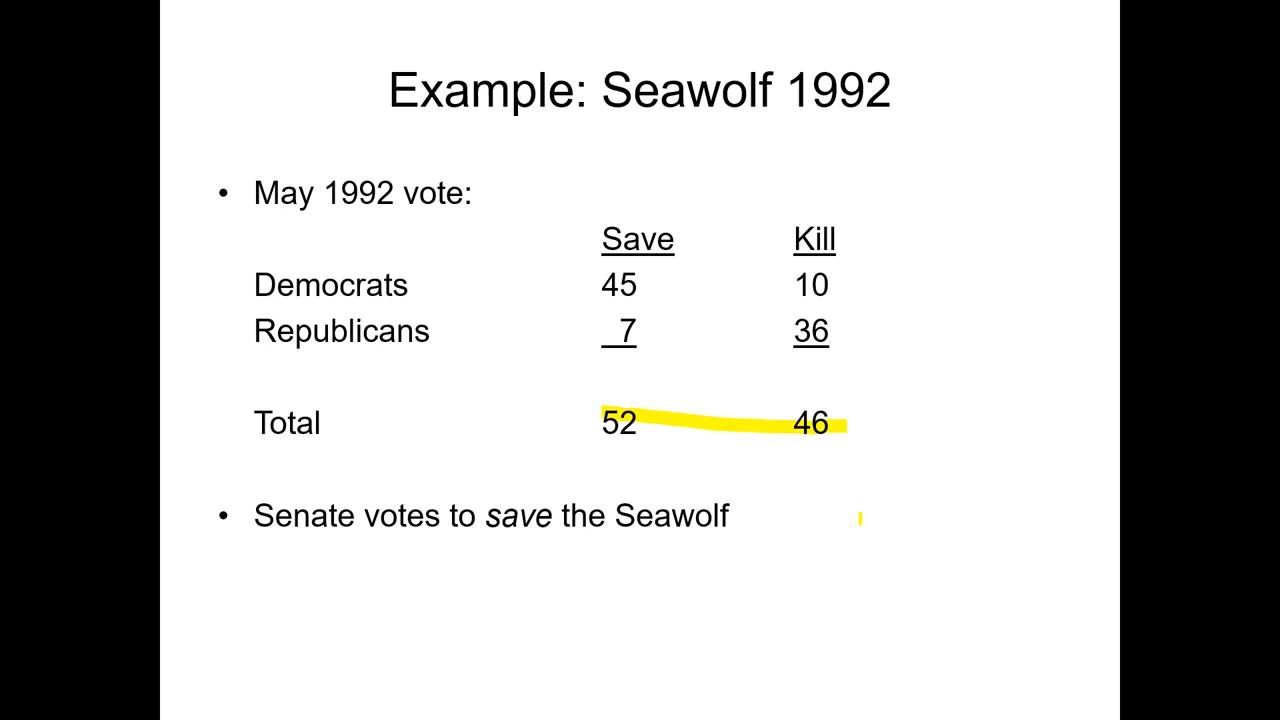 Example: Seawolf 1992
• May 1992 vote:
Save Kill
Democrats 45 10
Republicans 7 36
Total 52 46
• Senate votes to save the Seawolf